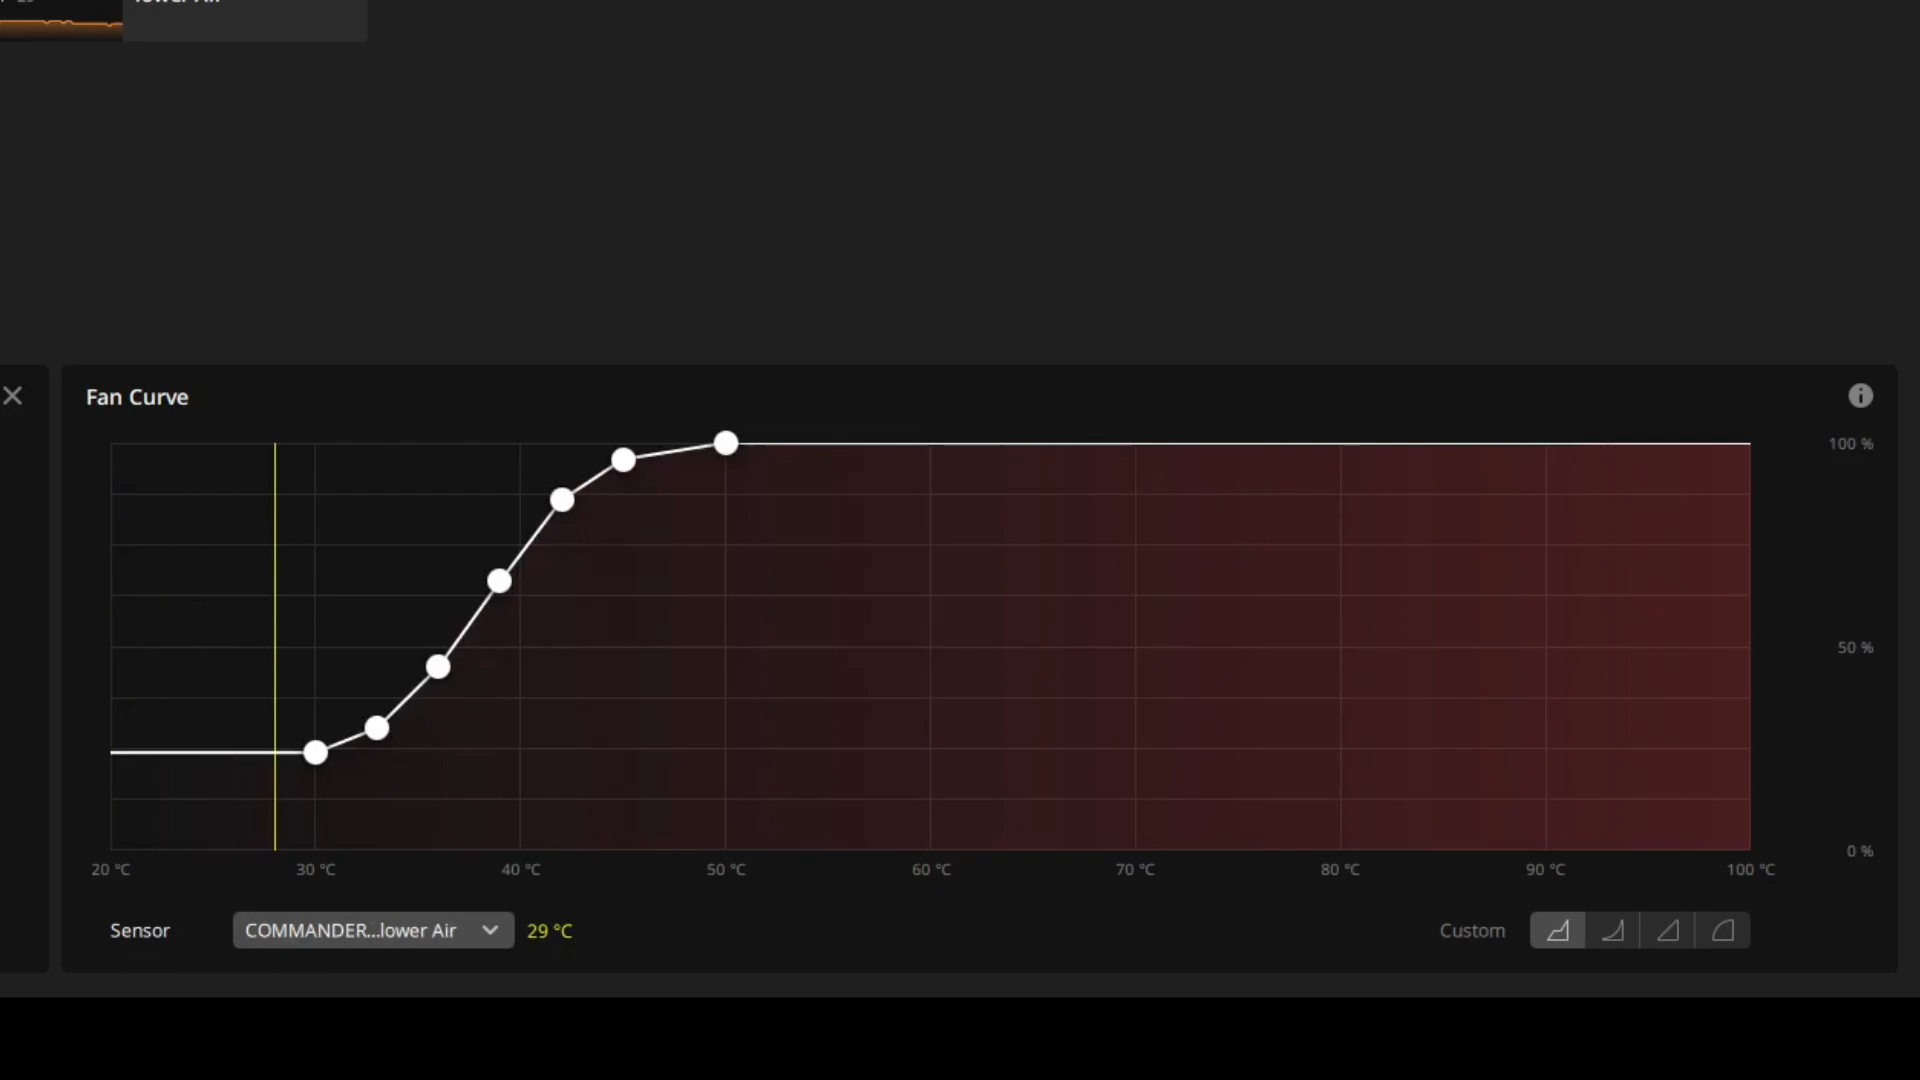 Fan Curve
100 %
50 %
0 %
20 °C 30 °C 40 °C 50 °C 60 °C 70 °C 80 °C 90 °C 100 °C
Sensor COMMANDER...lower Air 29 °C Custom